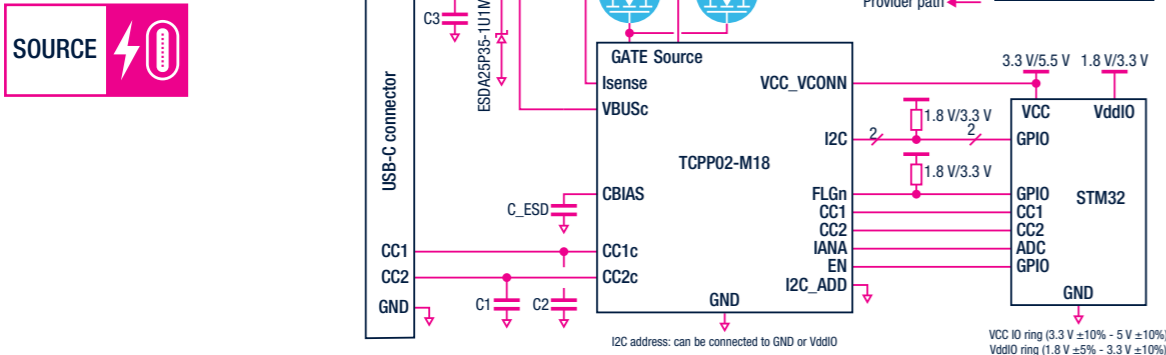 Provider path
SOURCE
C3
ESDA25P35-1U1M
USB-C connector
GATE Source
Isense
VBUSc
VCC_VCONN
I2C
2
1.8 V/3.3 V
2
1.8 V/3.3 V
TCPP02-M18
CBIAS
C_ESD
FLGn
CC1
CC2
IANA
EN
I2C_ADD
CC1
CC2
GND
CC1c
CC2c
C1
C2
GND
3.3 V/5.5 V
1.8 V/3.3 V
VCC
VddIO
GPIO
STM32
GPIO
CC1
CC2
ADC
GPIO
GND
I2C address: can be connected to GND or VddIO
VCC IO ring (3.3 V ±10% - 5 V ±10%)
VddIO ring (1.8 V ±5% - 3.3 V ±10%)